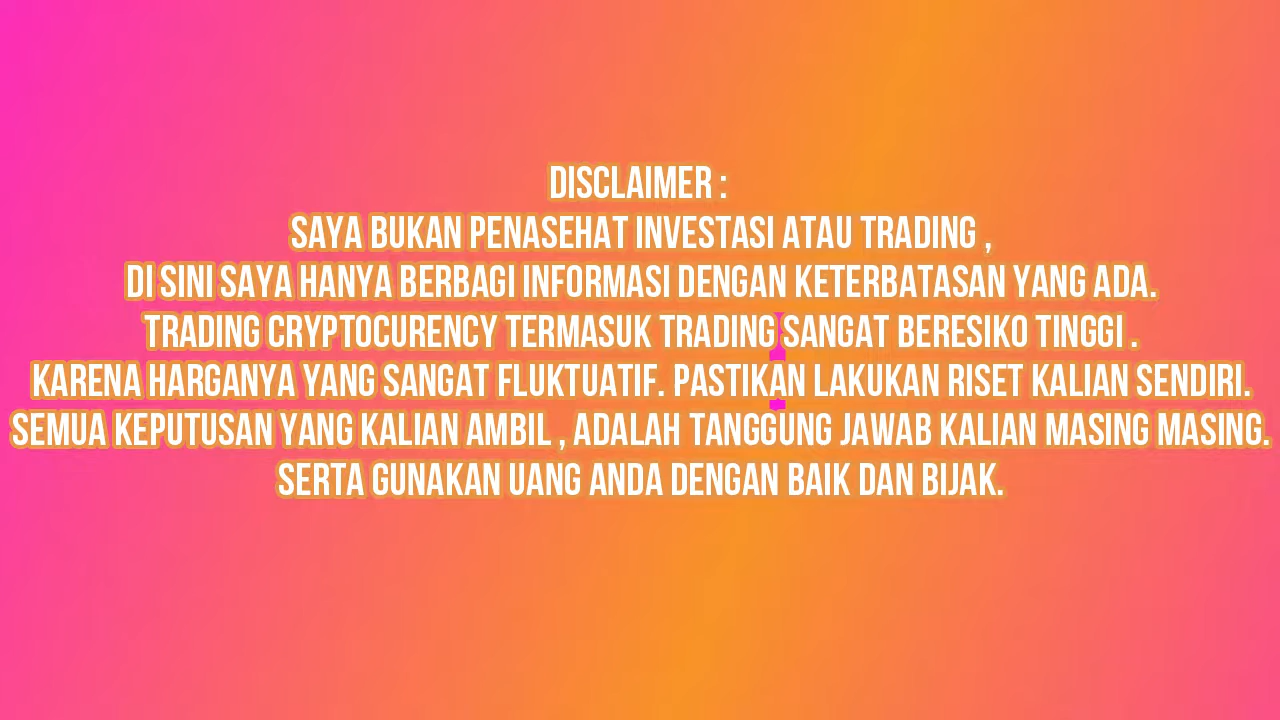 DISCLAIMER :
SAYA BUKAN PENASEHAT INVESTASI ATAU TRADING ,
DI SINI SAYA HANYA BERBAGI INFORMASI DENGAN KETERBATASAN YANG ADA.
TRADING CRYPTOCURENCY TERMASUK TRADING SANGAT BERESIKO TINGGI .
KARENA HARGANYA YANG SANGAT FLUKTUATIF. PASTIKAN LAKUKAN RISET KALIAN SENDIRI.
SEMUA KEPUTUSAN YANG KALIAN AMBIL , ADALAH TANGGUNG JAWAB KALIAN MASING MASING.
SERTA GUNAKAN UANG ANDA DENGAN BAIK DAN BIJAK.